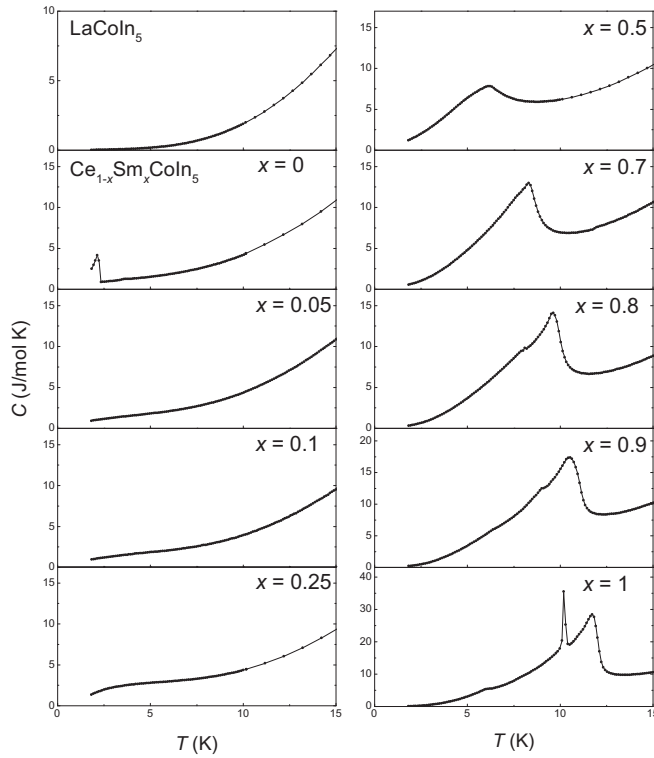 LaCoIn5
x = 0.5
10
5
0
15
10
5
0
Ce1-xSmxCoIn5
x = 0
x = 0.7
15
10
5
0
15
10
5
0
x = 0.05
x = 0.8
15
10
5
0
15
10
5
0
C (J/mol K)
x = 0.1
x = 0.9
15
10
5
0
20
15
10
5
0
x = 0.25
x = 1
15
10
5
0
40
30
20
10
0
0 5 10 15
0 5 10 15
T (K)
T (K)